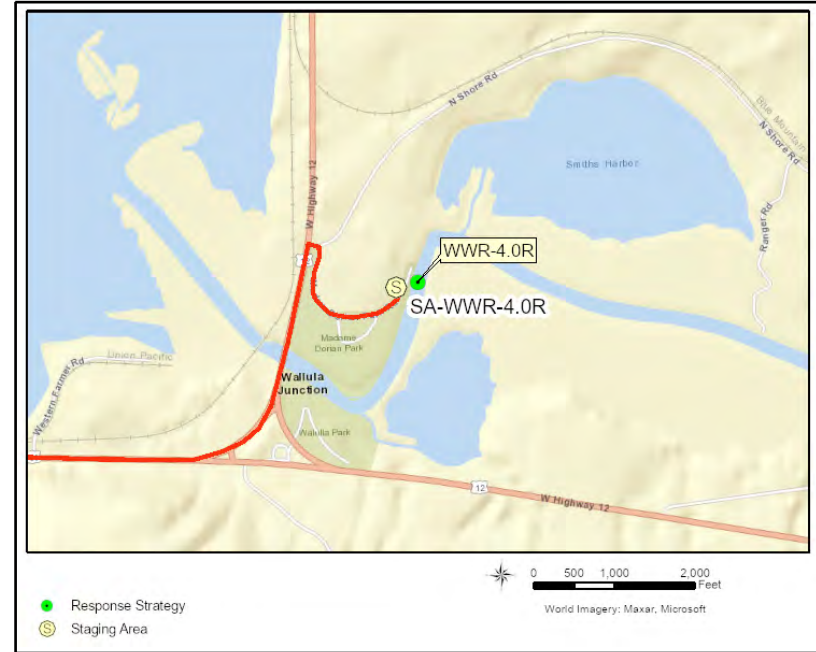 N Shore Rd
Blue Mountain
N Shore Rd
W Highway 12
Smiths Harbor
Ranger Rd
WWR-4.0R
S
SA-WWR-4.0R
Madame
Dorian Park
Union Pacific
Western Farmer Rd
Wallula
Junction
Wallula Park
12
W Highway 12
0 500 1,000 2,000
Feet
World Imagery: Maxar, Microsoft
Response Strategy
S Staging Area